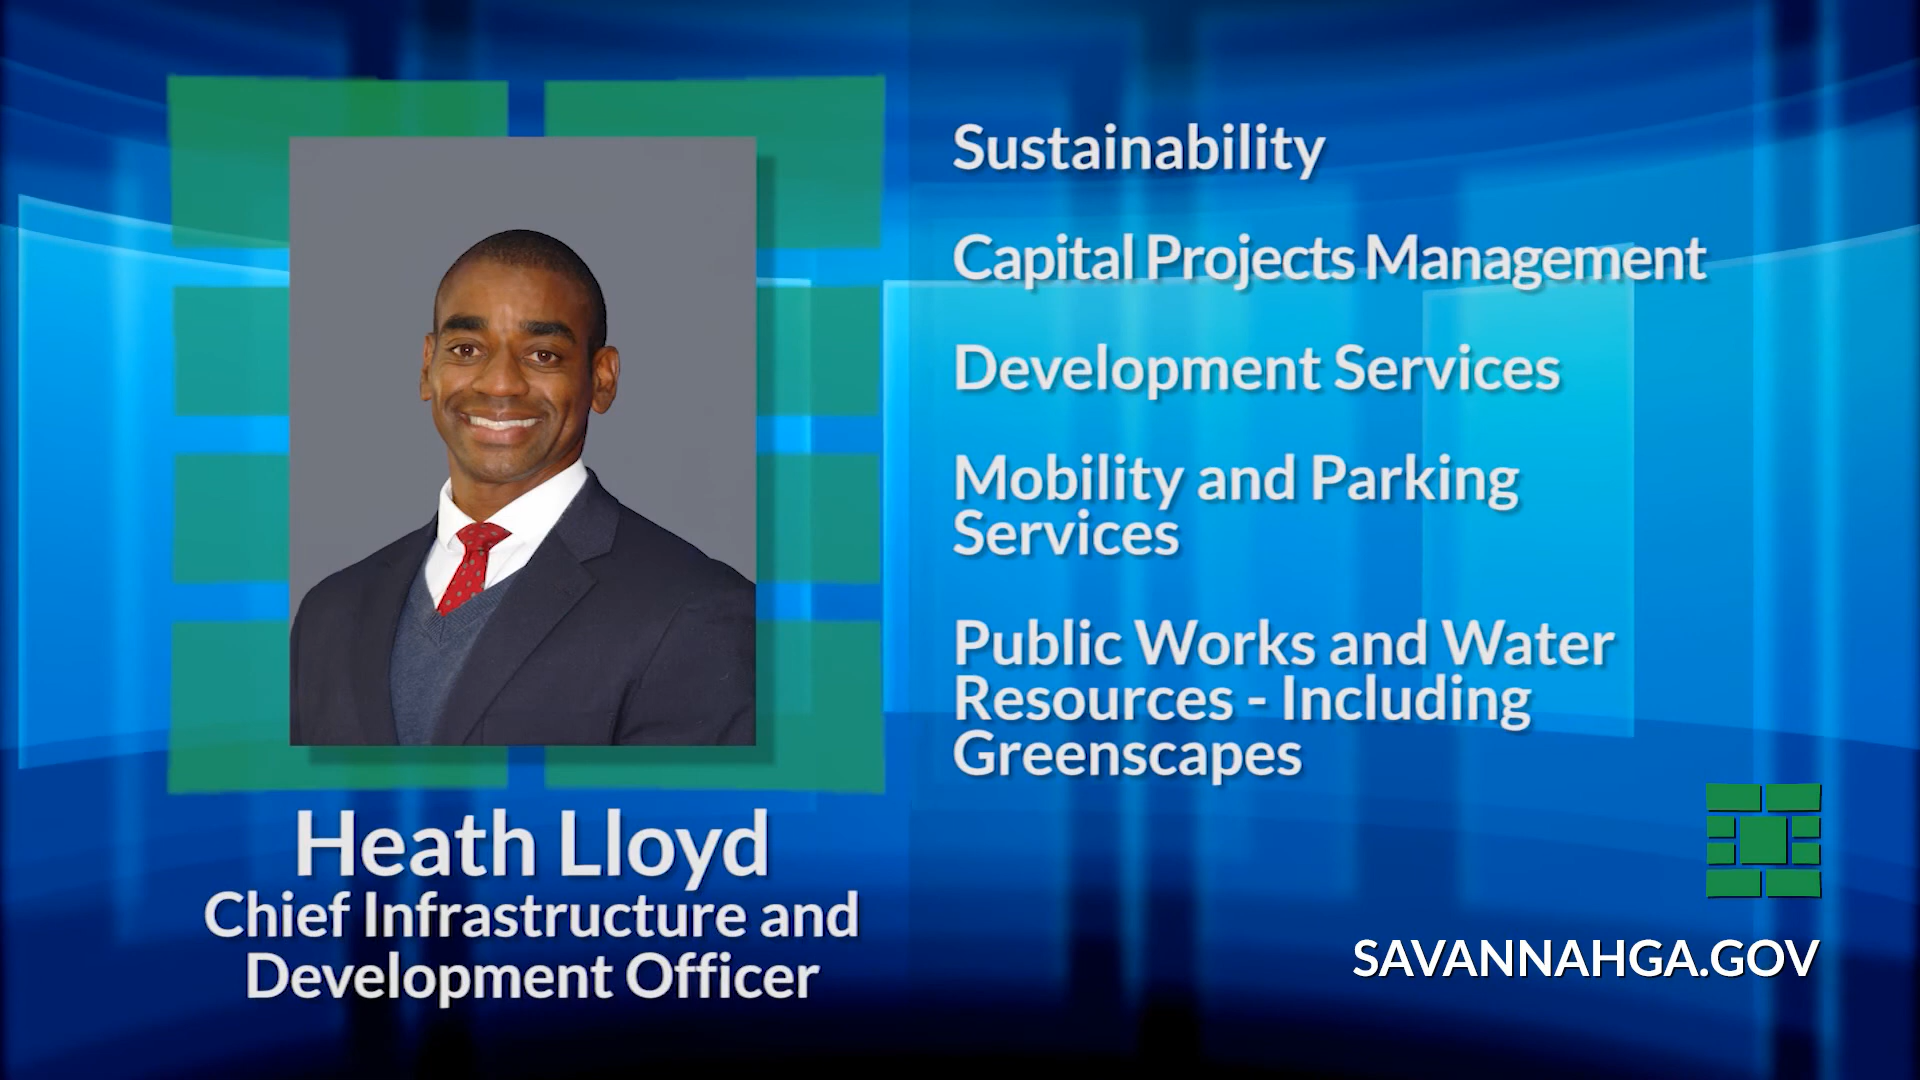 Sustainability
Capital Projects Management
Development Services
Mobility and Parking
Services
Public Works and Water
Resources - Including
Greenscapes
Heath Lloyd
Chief Infrastructure and
Development Officer
SAVANNAHGA.GOV